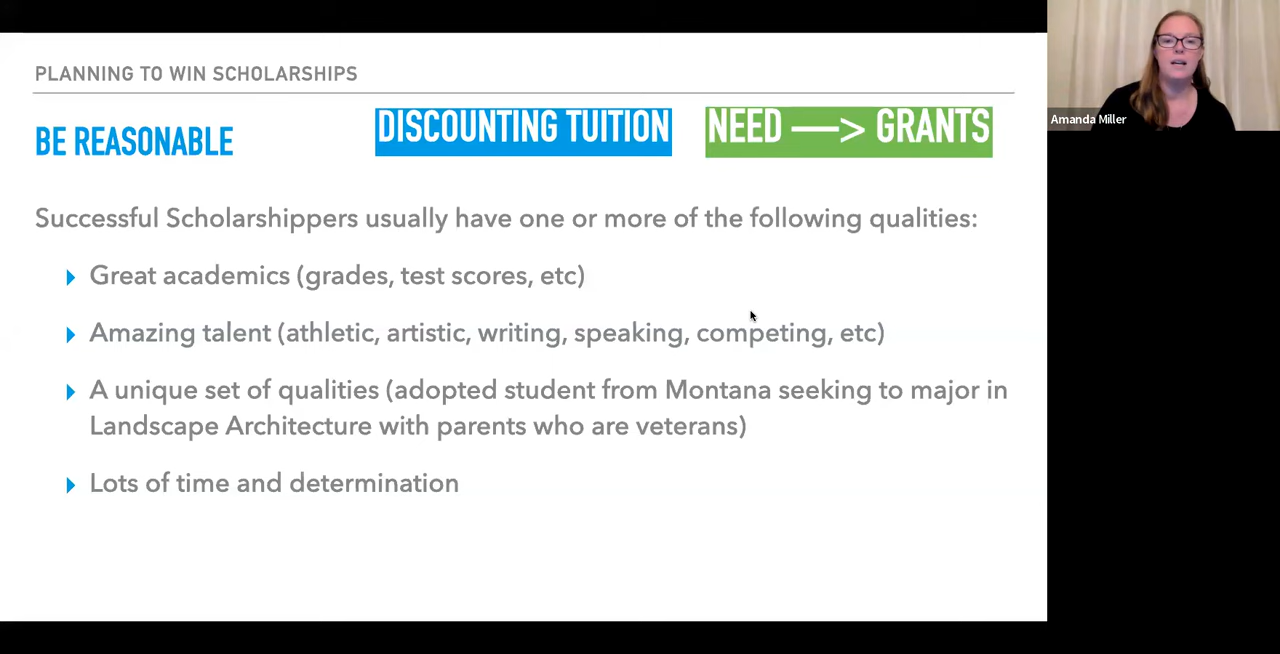 PLANNING TO WIN SCHOLARSHIPS
BE REASONABLE
DISCOUNTING TUITION
NEED —> GRANTS
Successful Scholarshippers usually have one or more of the following qualities:
Great academics (grades, test scores, etc)
Amazing talent (athletic, artistic, writing, speaking, competing, etc)
A unique set of qualities (adopted student from Montana seeking to major in
Landscape Architecture with parents who are veterans)
Lots of time and determination
Amanda Miller